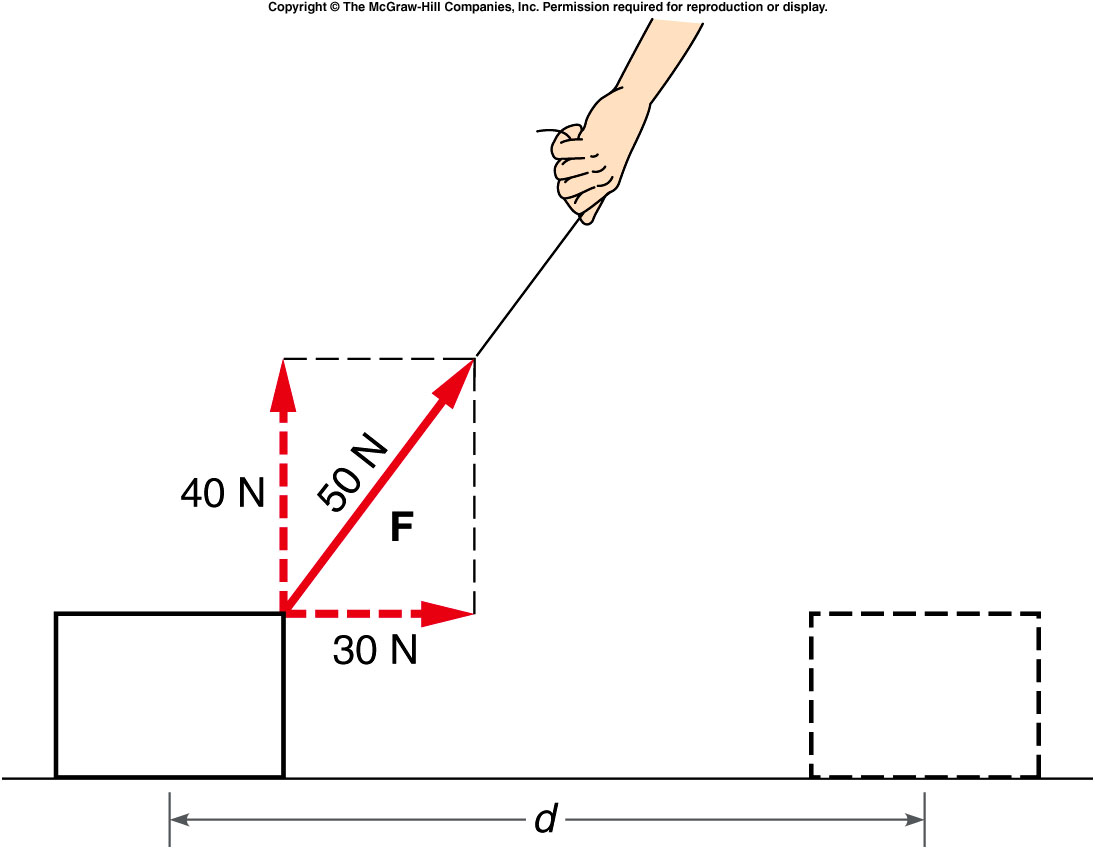 Copyright © The McGraw-Hill Companies, Inc. Permission required for reproduction or display.
40 N
50 N
F
30 N
d